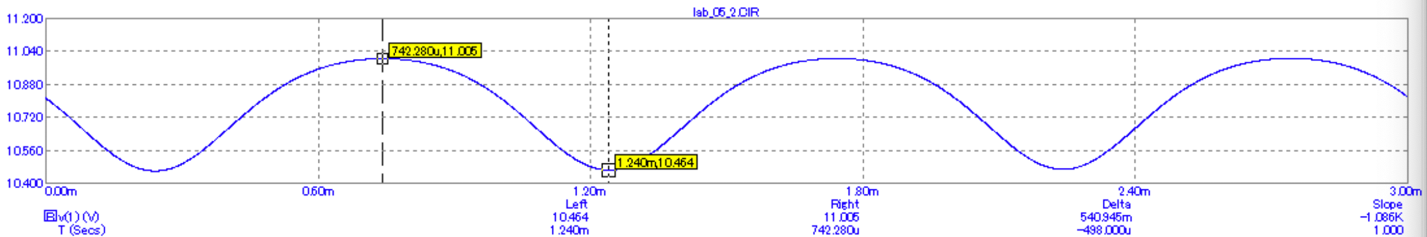 lab_05_2.CIR
11.200
11.040
742.280u,11.005
10.880
10.720
10.560
1.240m,10.464
10.400
0.00m 0.60m 1.20m 1.80m 2.40m 3.00m
Left Right Delta Slope
B v(1) (V) 10.464 11.005 540.945m -1.086K
T (Secs) 1.240m 742.280u -498.000u 1.000